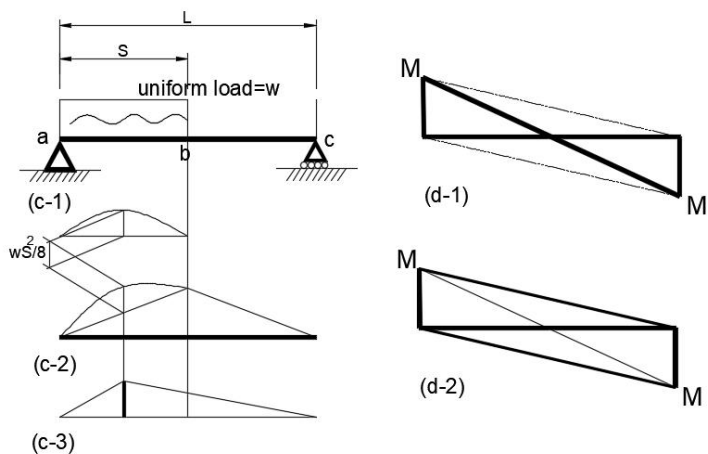 L
S
uniform load=w
a
b
c
(c-1)
wS²/8
(c-2)
(c-3)
M
M
(d-1)
M
M
(d-2)